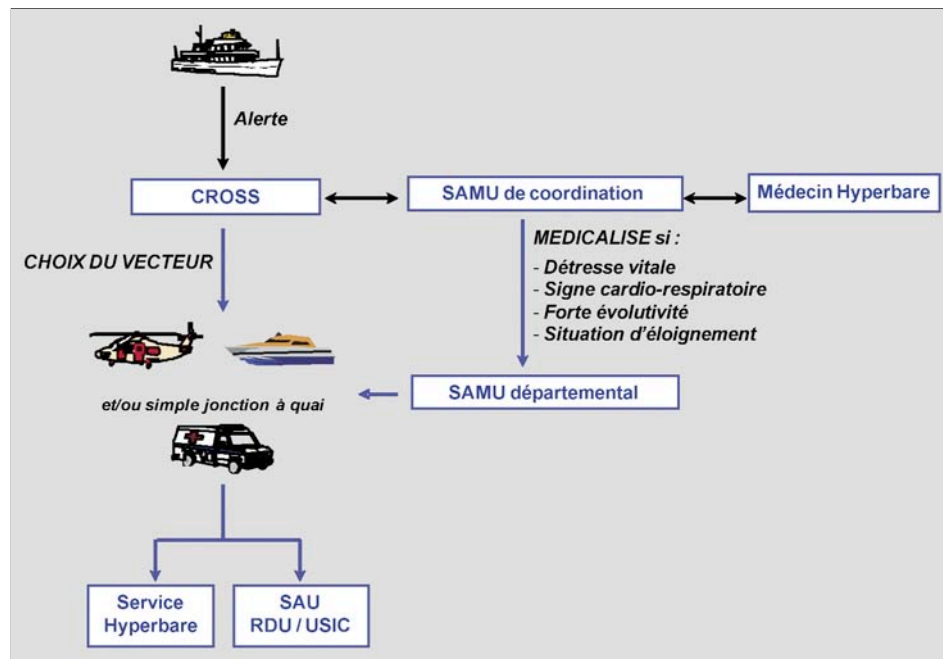 Alerte
CROSS
SAMU de coordination
Médecin Hyperbare
CHOIX DU VECTEUR
MEDICALISE si :
- Détresse vitale
- Signe cardio-respiratoire
- Forte évolutivité
- Situation d'éloignement
SAMU départemental
et/ou simple jonction à quai
Service
Hyperbare
SAU
RDU / USIC